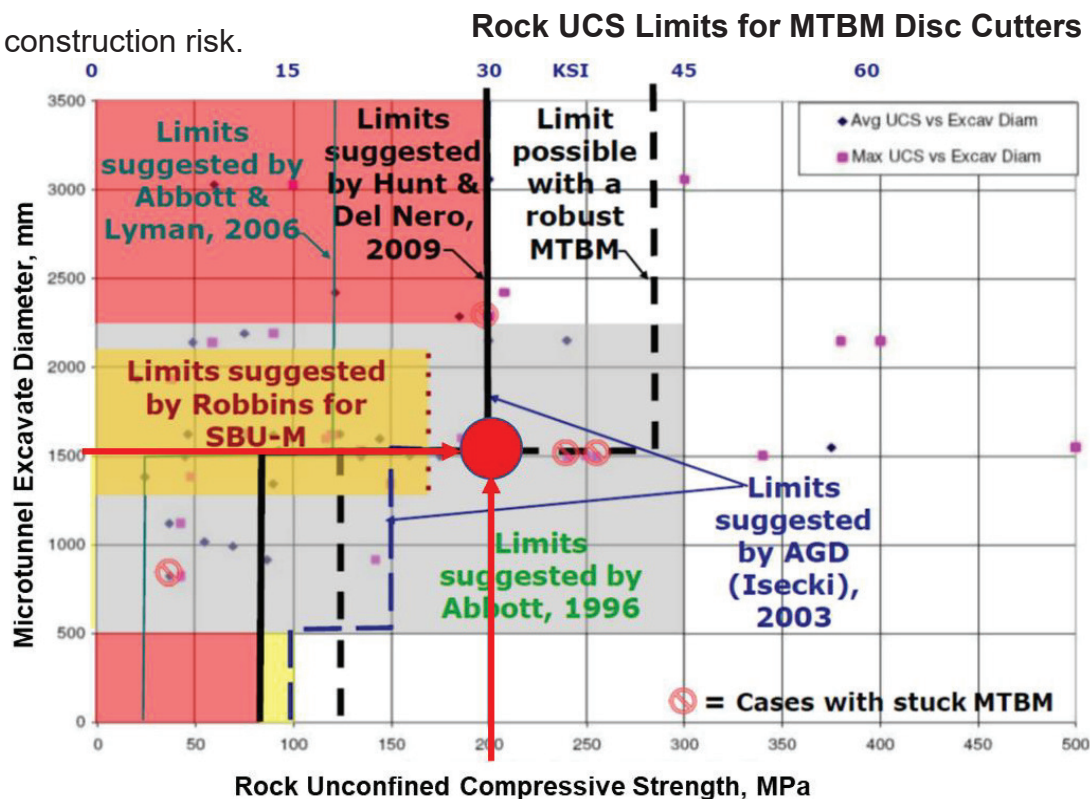 construction risk.
Rock UCS Limits for MTBM Disc Cutters
0 15 30 KSI 45 60
Avg UCS vs Excav Diam
Max UCS vs Excav Diam
Limits
suggested by
Abbott &
Lyman, 2006
Limits
suggested
by Hunt &
Del Nero,
2009
Limit
possible
with a
robust
MTBM
Limits suggested
by Robbins for
SBU-M
Limits
suggested by
Abbott, 1996
Limits
suggested
by AGD
(Isecki),
2003
= Cases with stuck MTBM
Microtunnel Excavate Diameter, mm
3500
3000
2500
2000
1500
1000
500
0
0 50 100 150 200 250 300 350 400 450 500
Rock Unconfined Compressive Strength, MPa